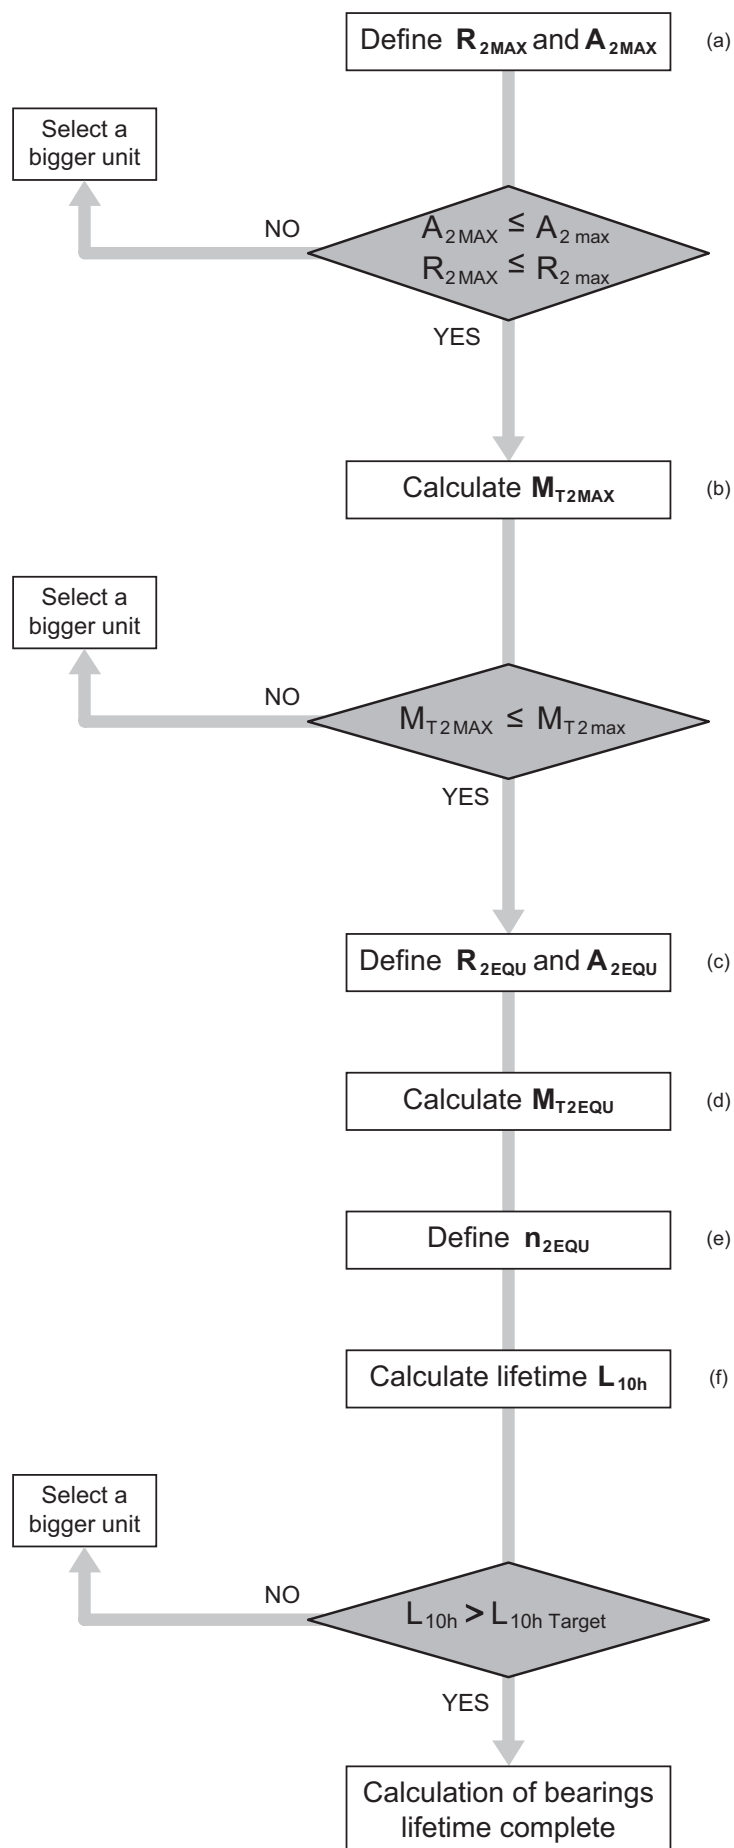 Define R2MAX and A2MAX
(a)
Select a
bigger unit
NO
A2MAX ≤ A2 max
R2MAX ≤ R2 max
YES
Calculate MT2MAX
(b)
Select a
bigger unit
NO
MT2MAX ≤ MT2max
YES
Define R2EQU and A2EQU
(c)
Calculate MT2EQU
(d)
Define n2EQU
(e)
Calculate lifetime L10h
(f)
Select a
bigger unit
NO
L10h > L10h Target
YES
Calculation of bearings
lifetime complete